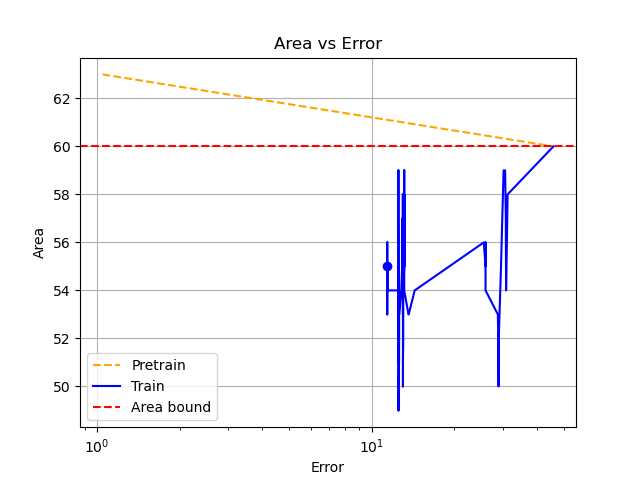 Area vs Error
Area
62
60
58
56
54
52
50
Pretrain
Train
Area bound
10^0
10^1
Error